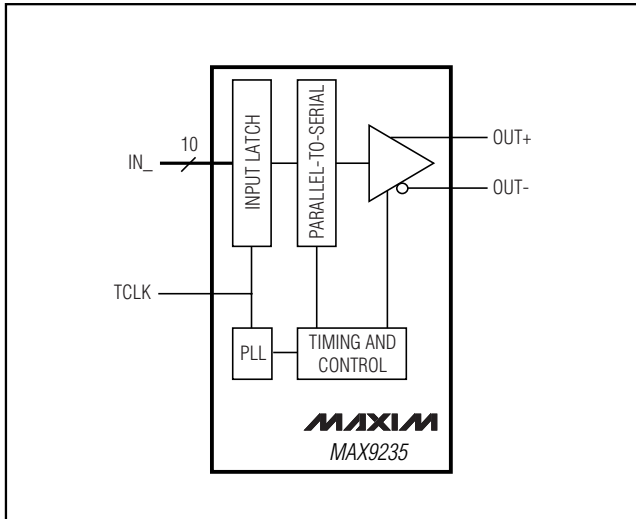 10
IN_
INPUT LATCH
PARALLEL-TO-SERIAL
OUT+
OUT-
TCLK
PLL
TIMING AND
CONTROL
MAXIM
MAX9235